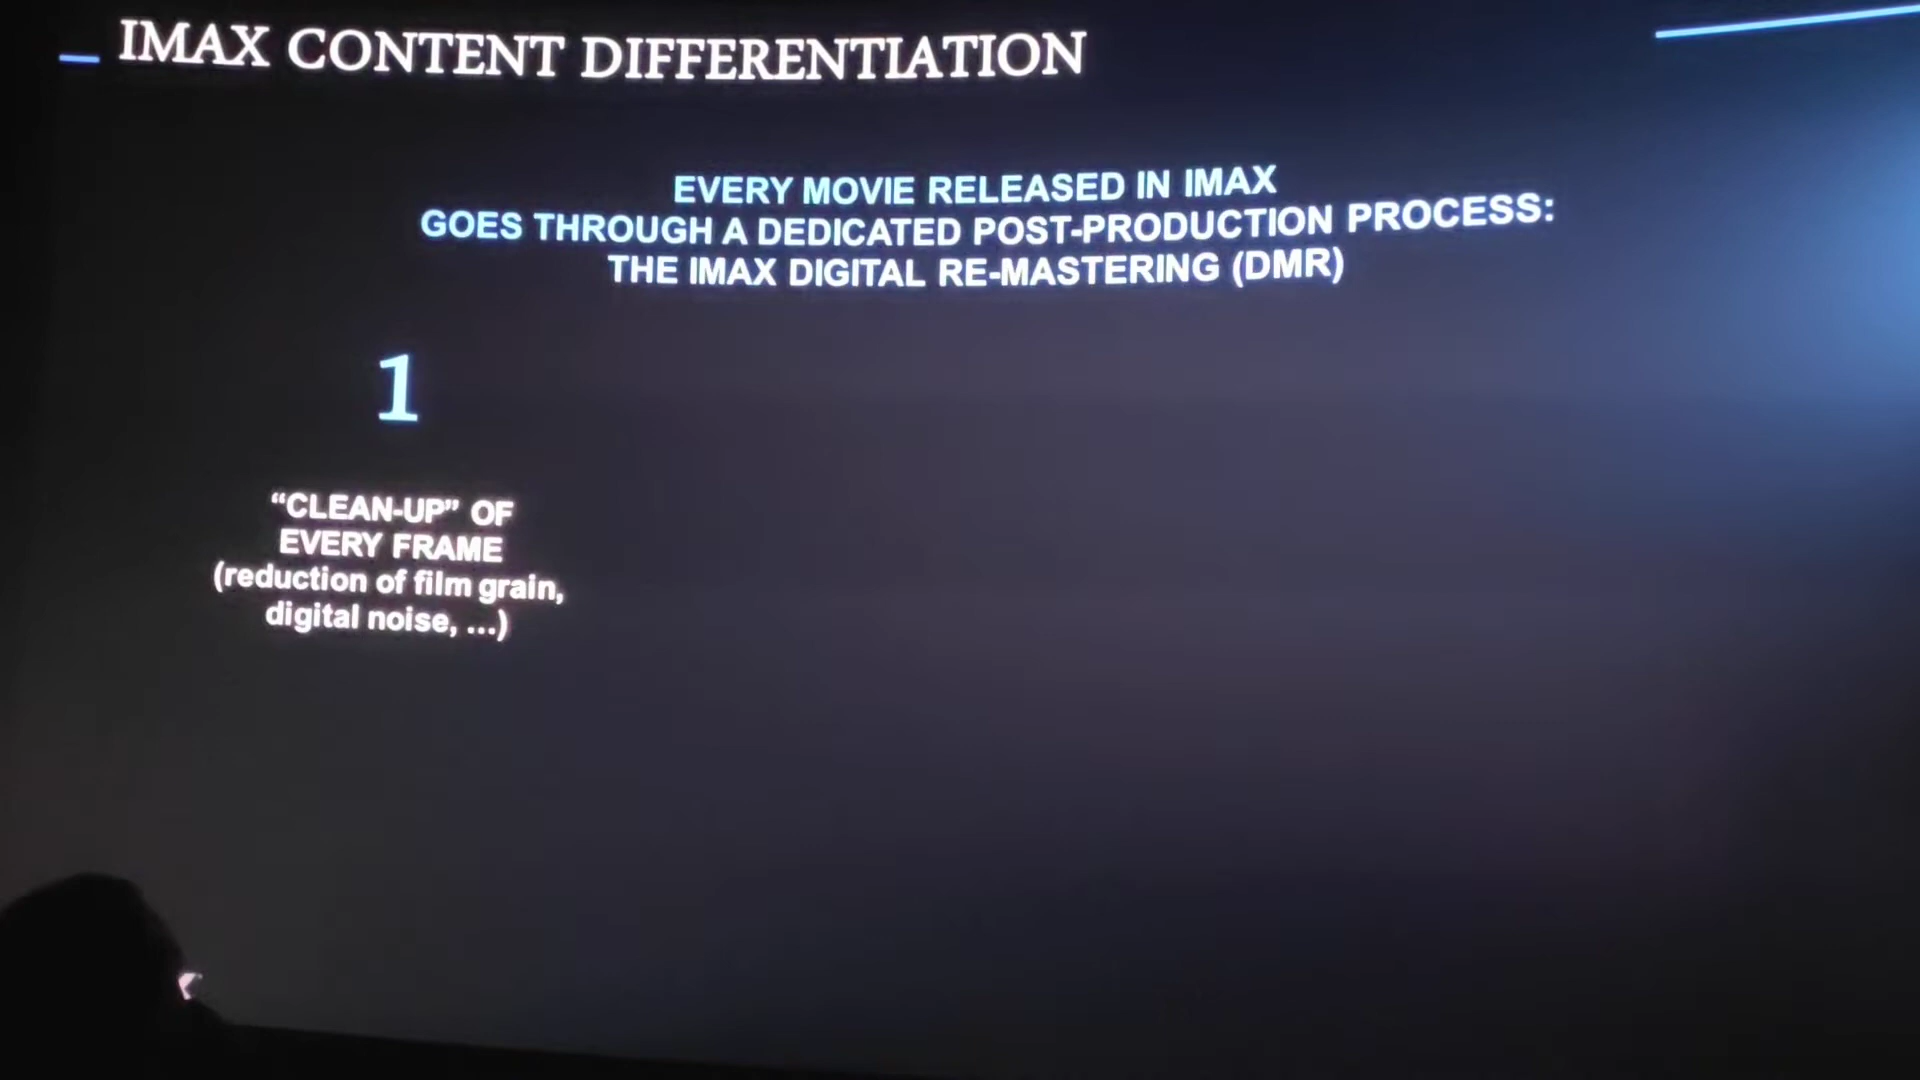 IMAX CONTENT DIFFERENTIATION
EVERY MOVIE RELEASED IN IMAX
GOES THROUGH A DEDICATED POST-PRODUCTION PROCESS:
THE IMAX DIGITAL RE-MASTERING (DMR)
1
“CLEAN-UP” OF
EVERY FRAME
(reduction of film grain,
digital noise, ...)